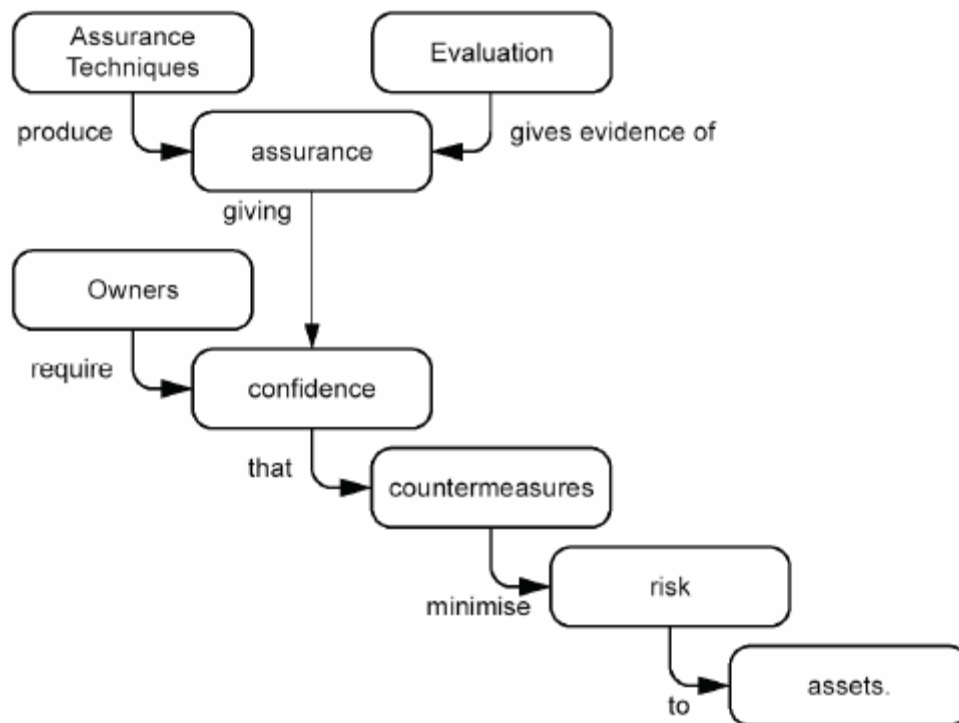 Assurance
Techniques
Evaluation
produce
gives evidence of
assurance
giving
Owners
require
confidence
that
countermeasures
minimise
risk
to
assets.